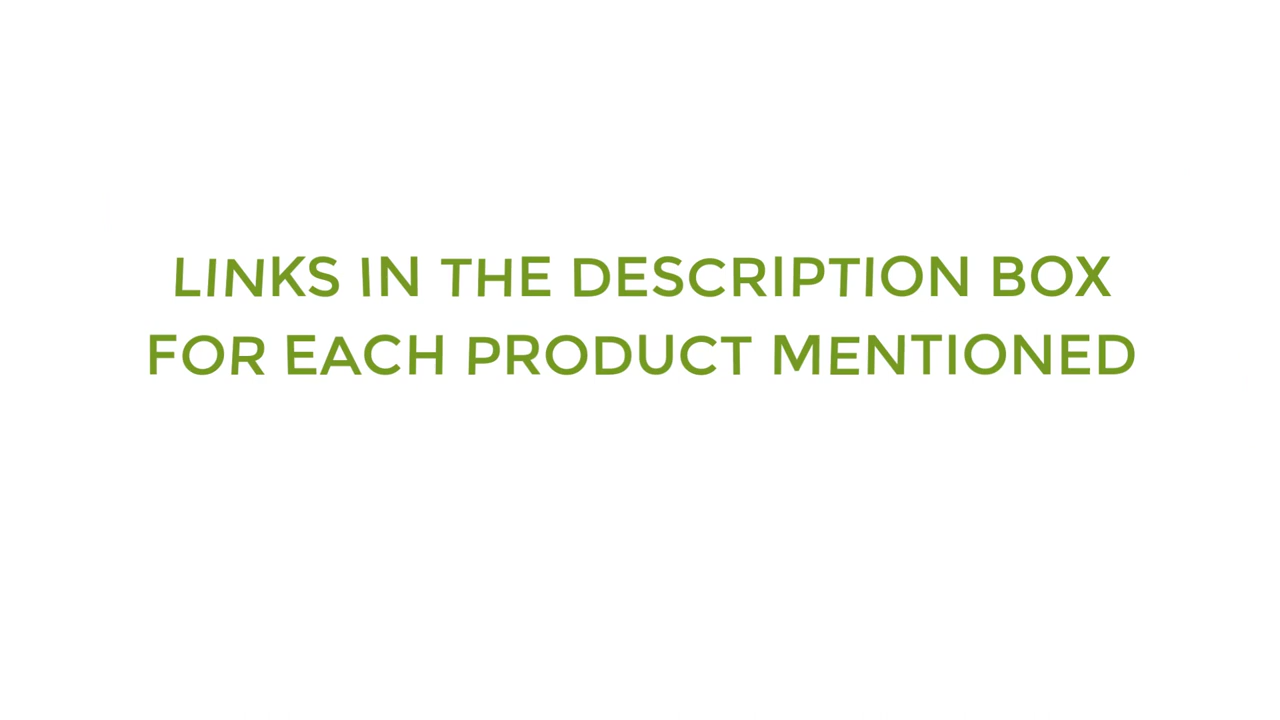 LINKS IN THE DESCRIPTION BOX
FOR EACH PRODUCT MENTIONED